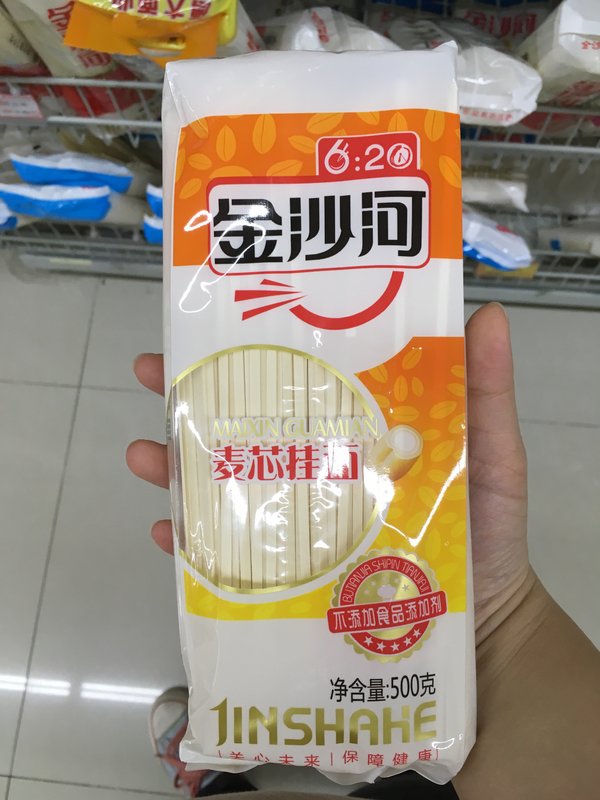 6:20
金沙河
MAIXIN GUAMIAN
麦芯挂面
BUTIANJIA SHIPIN TIANJIAJI
不添加食品添加剂
净含量:500克
JINSHAHE
关心未来|保障健康